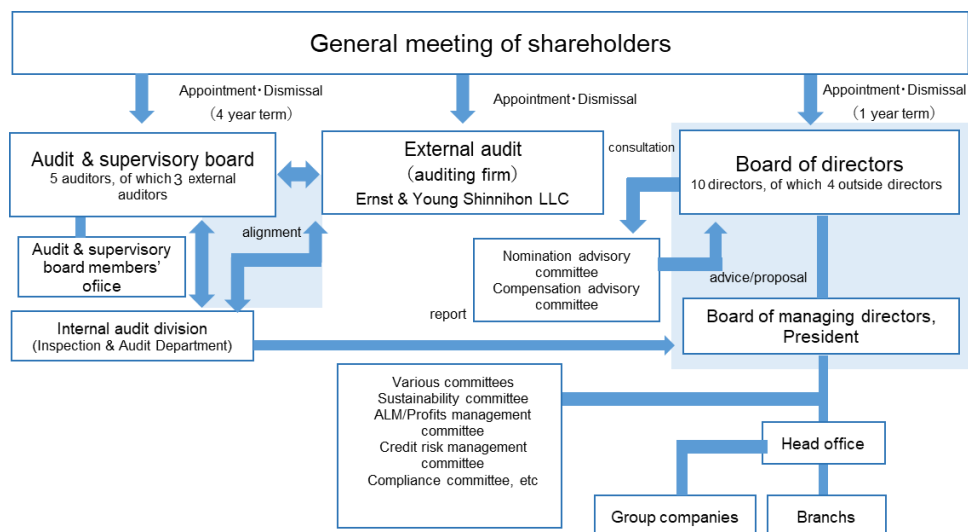 General meeting of shareholders
Appointment・Dismissal
（4 year term）
Appointment・Dismissal
Appointment・Dismissal
（1 year term）
Audit & supervisory board
5 auditors, of which 3 external
auditors
External audit
（auditing firm）
Ernst & Young Shinnihon LLC
consultation
Board of directors
10 directors, of which 4 outside directors
alignment
Audit & supervisory
board members'
ofiice
Nomination advisory
committee
Compensation advisory
committee
advice/proposal
report
Internal audit division
(Inspection & Audit Department)
Board of managing directors,
President
Various committees
Sustainability committee
ALM/Profits management
committee
Credit risk management
committee
Compliance committee, etc
Head office
Group companies
Branchs